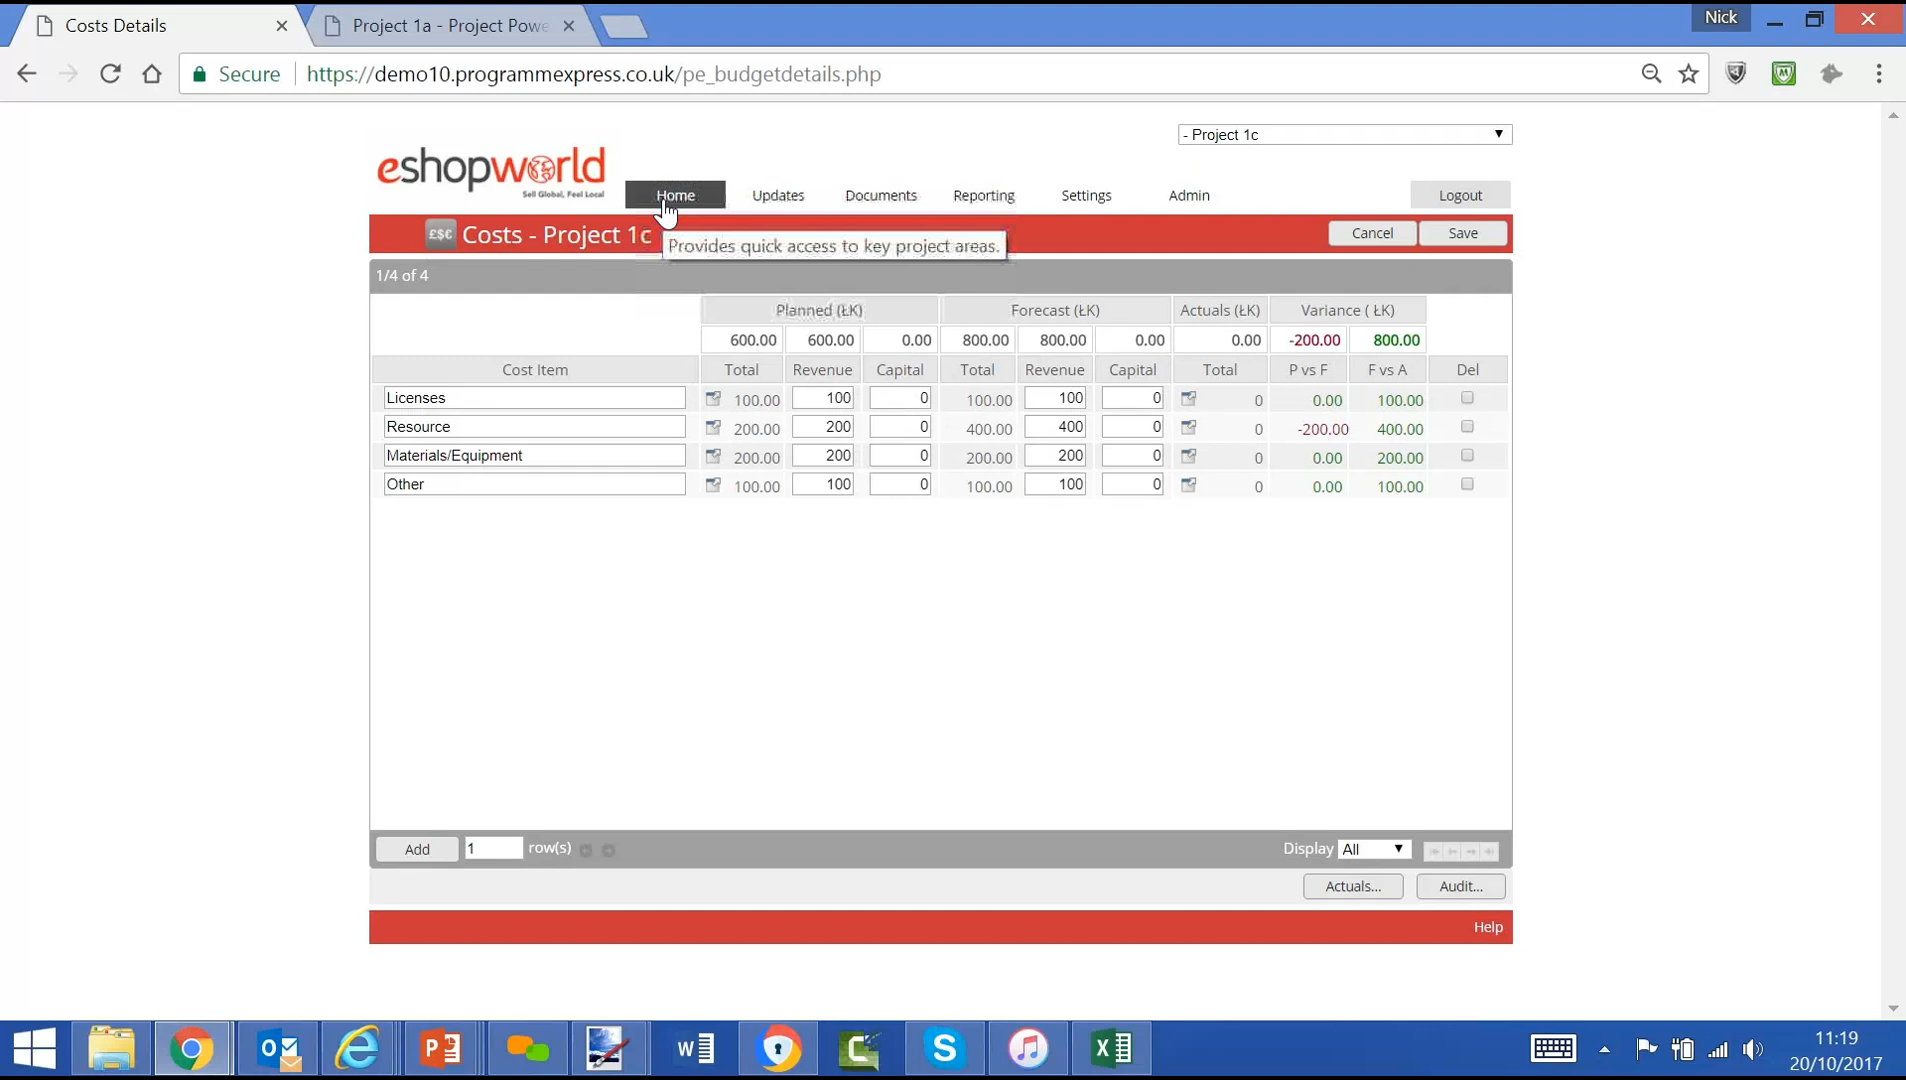 Costs Details
Project 1a - Project Powe
Nick
Secure
https://demo10.programmexpress.co.uk/pe_budgetdetails.php
- Project 1c
eshopworld
Sell Global, Feel Local
Home Updates Documents Reporting Settings Admin Logout
£$€ Costs - Project 1c
Provides quick access to key project areas.
Cancel Save
1/4 of 4
Planned (ŁK) Forecast (ŁK) Actuals (ŁK) Variance ( ŁK)
600.00 600.00 0.00 800.00 800.00 0.00 0.00 -200.00 800.00
Cost Item Total Revenue Capital Total Revenue Capital Total P vs F F vs A Del
Licenses 100.00 100 0 100.00 100 0 0 0.00 100.00
Resource 200.00 200 0 400.00 400 0 0 -200.00 400.00
Materials/Equipment 200.00 200 0 200.00 200 0 0 0.00 200.00
Other 100.00 100 0 100.00 100 0 0 0.00 100.00
Add 1 row(s) Display All
Actuals... Audit...
Help
11:19
20/10/2017